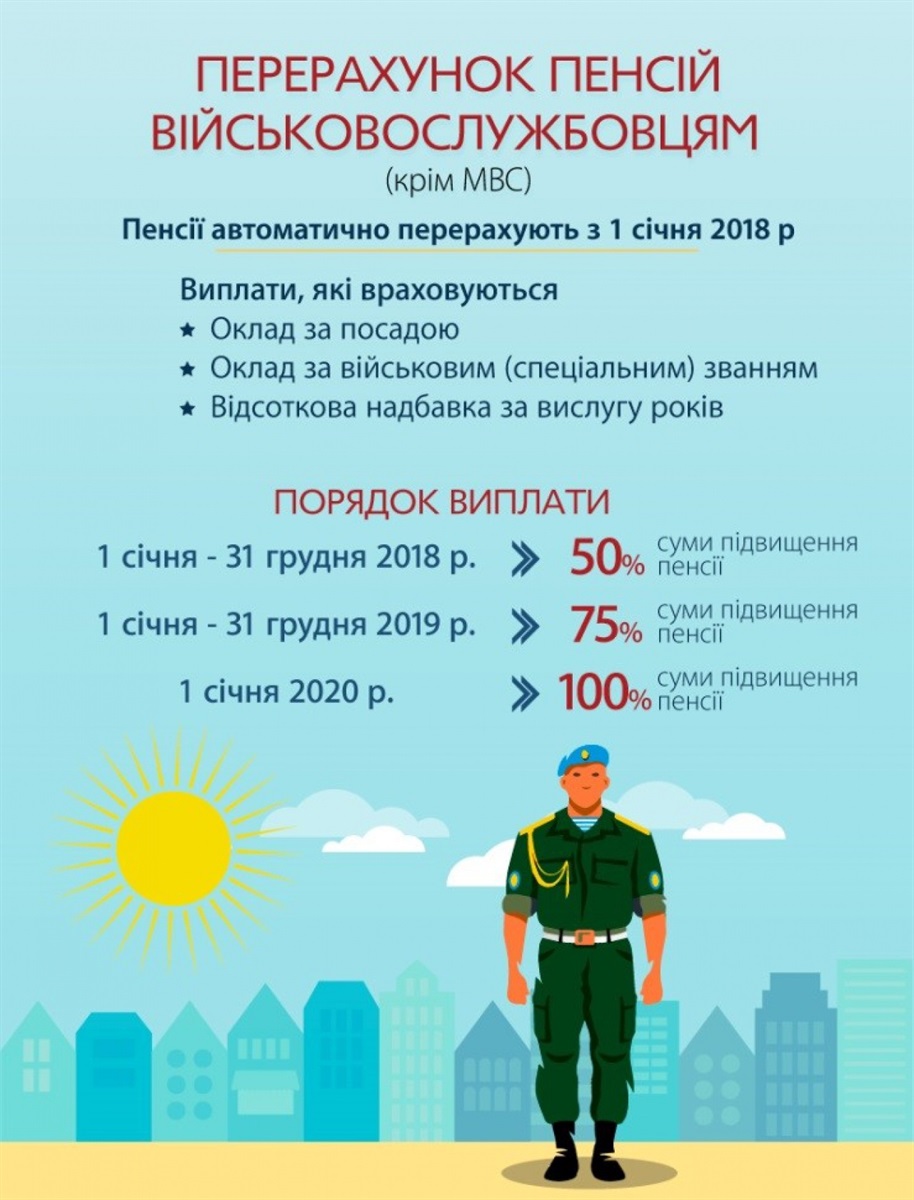 ПЕРЕРАХУНОК ПЕНСІЙ
ВІЙСЬКОВОСЛУЖБОВЦЯМ
(крім МВС)
Пенсії автоматично перерахують з 1 січня 2018 р
Виплати, які враховуються
★ Оклад за посадою
★ Оклад за військовим (спеціальним) званням
★ Відсоткова надбавка за вислугу років
ПОРЯДОК ВИПЛАТИ
1 січня - 31 грудня 2018 р. » 50% суми підвищення
пенсії
1 січня - 31 грудня 2019 р. » 75% суми підвищення
пенсії
1 січня 2020 р. » 100% суми підвищення
пенсії